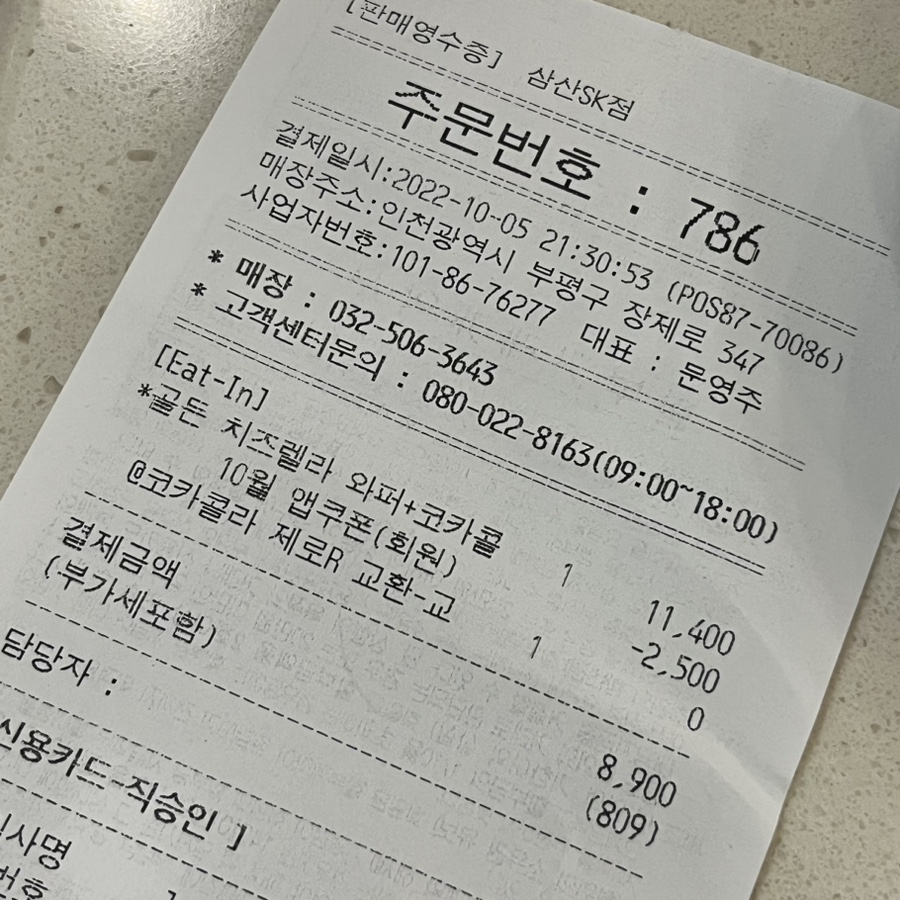 [판매영수증] 삼산SK점
주문번호 : 786
결제일시:2022-10-05 21:30:53 (POS87-70086)
매장주소:인천광역시 부평구 장제로 347
사업자번호:101-86-76277 대표 : 문영주
* 매장 : 032-506-3643
* 고객센터문의 : 080-022-8163(09:00~18:00)
[Eat-In]
*골든 치즈렐라 와퍼+코카콜 1 11,400
10월 앱쿠폰(회원) -2,500
@코카콜라 제로R 교환-교 1 0
결제금액 8,900
(부가세포함) (809)
담당자 :
신용카드-직승인 ]
사명
번호